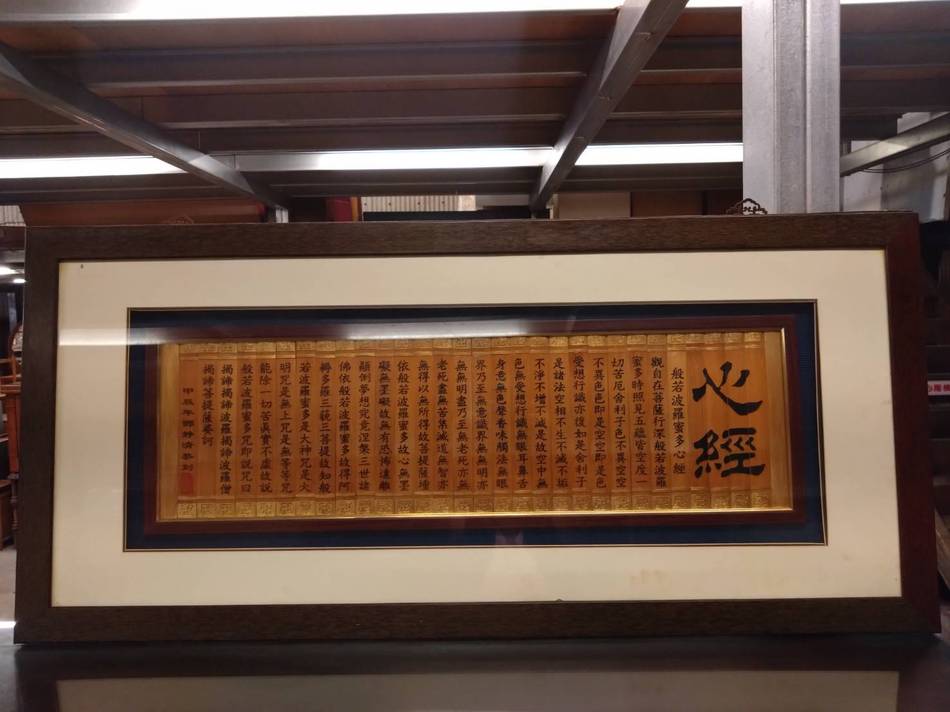 心經
般若波羅蜜多心經
觀自在菩薩行深般若波羅
蜜多時照見五蘊皆空度一
切苦厄舍利子色不異空空
不異色色即是空空即是色
受想行識亦復如是舍利子
是諸法空相不生不滅不垢
不淨不增不減是故空中無
色無受想行識無眼耳鼻舌
身意無色聲香味觸法無眼
界乃至無意識界無無明亦
無無明盡乃至無老死亦無
老死盡無苦集滅道無智亦
無得以無所得故菩提薩埵
依般若波羅蜜多故心無罣
礙無罣礙故無有恐怖遠離
顛倒夢想究竟涅槃三世諸
佛依般若波羅蜜多故得阿
耨多羅三藐三菩提故知般
若波羅蜜多是大神咒是大
明咒是無上咒是無等等咒
能除一切苦真實不虛故說
般若波羅蜜多咒即說咒曰
揭諦揭諦波羅揭諦波羅僧
揭諦菩提薩婆訶
甲辰年